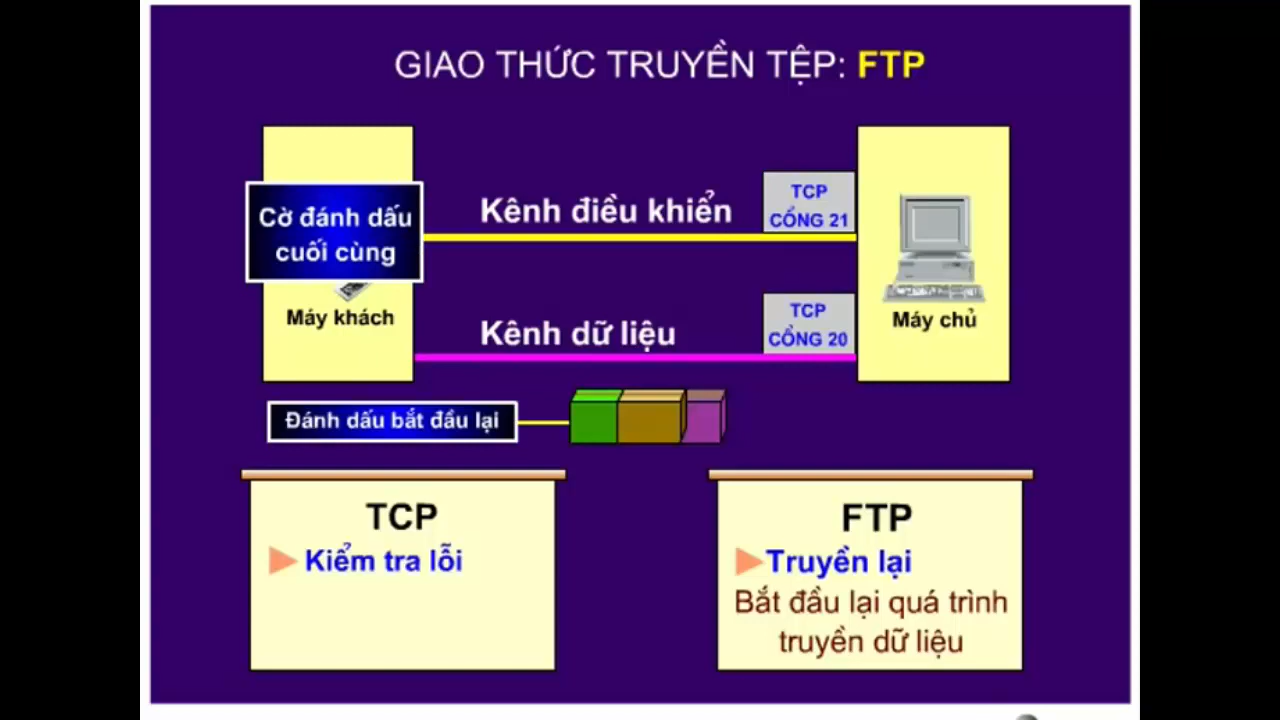 GIAO THỨC TRUYỀN TỆP: FTP
Cờ đánh dấu
cuối cùng
Máy khách
Kênh điều khiển
TCP
CỔNG 21
Kênh dữ liệu
TCP
CỔNG 20
Máy chủ
Đánh dấu bắt đầu lại
TCP
Kiểm tra lỗi
FTP
Truyền lại
Bắt đầu lại quá trình
truyền dữ liệu